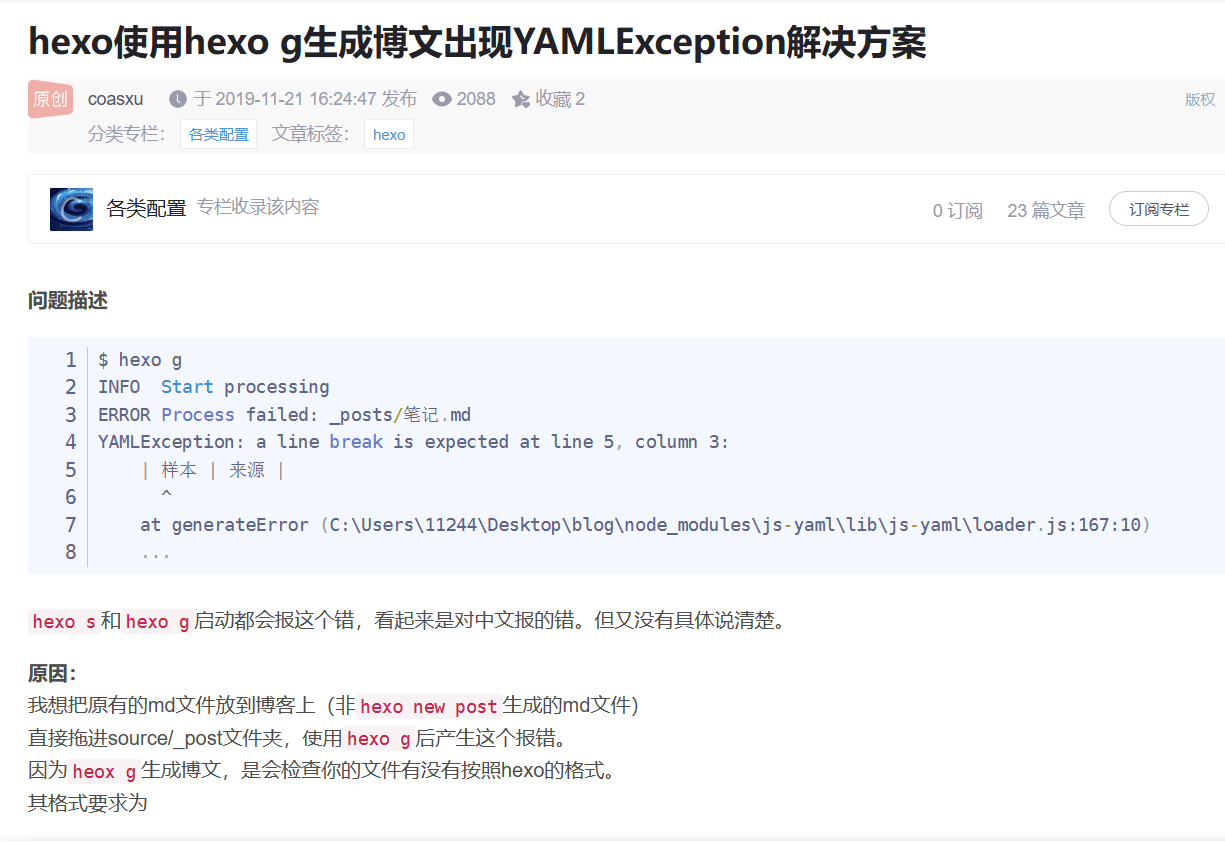 hexo使用hexo g生成博文出现YAMLException解决方案
原创 coasxu 于 2019-11-21 16:24:47 发布 2088 收藏 2 版权
分类专栏： 各类配置 文章标签： hexo
各类配置 专栏收录该内容 0 订阅 23 篇文章 订阅专栏
问题描述
1 $ hexo g
2 INFO  Start processing
3 ERROR Process failed: _posts/笔记.md
4 YAMLException: a line break is expected at line 5, column 3:
5     | 样本 | 来源 |
6       ^
7     at generateError (C:\Users\11244\Desktop\blog\node_modules\js-yaml\lib\js-yaml\loader.js:167:10)
8     ...
hexo s和hexo g启动都会报这个错，看起来是对中文报的错。但又没有具体说清楚。
原因：
我想把原有的md文件放到博客上（非hexo new post生成的md文件）
直接拖进source/_post文件夹，使用hexo g后产生这个报错。
因为heox g生成博文，是会检查你的文件有没有按照hexo的格式。
其格式要求为